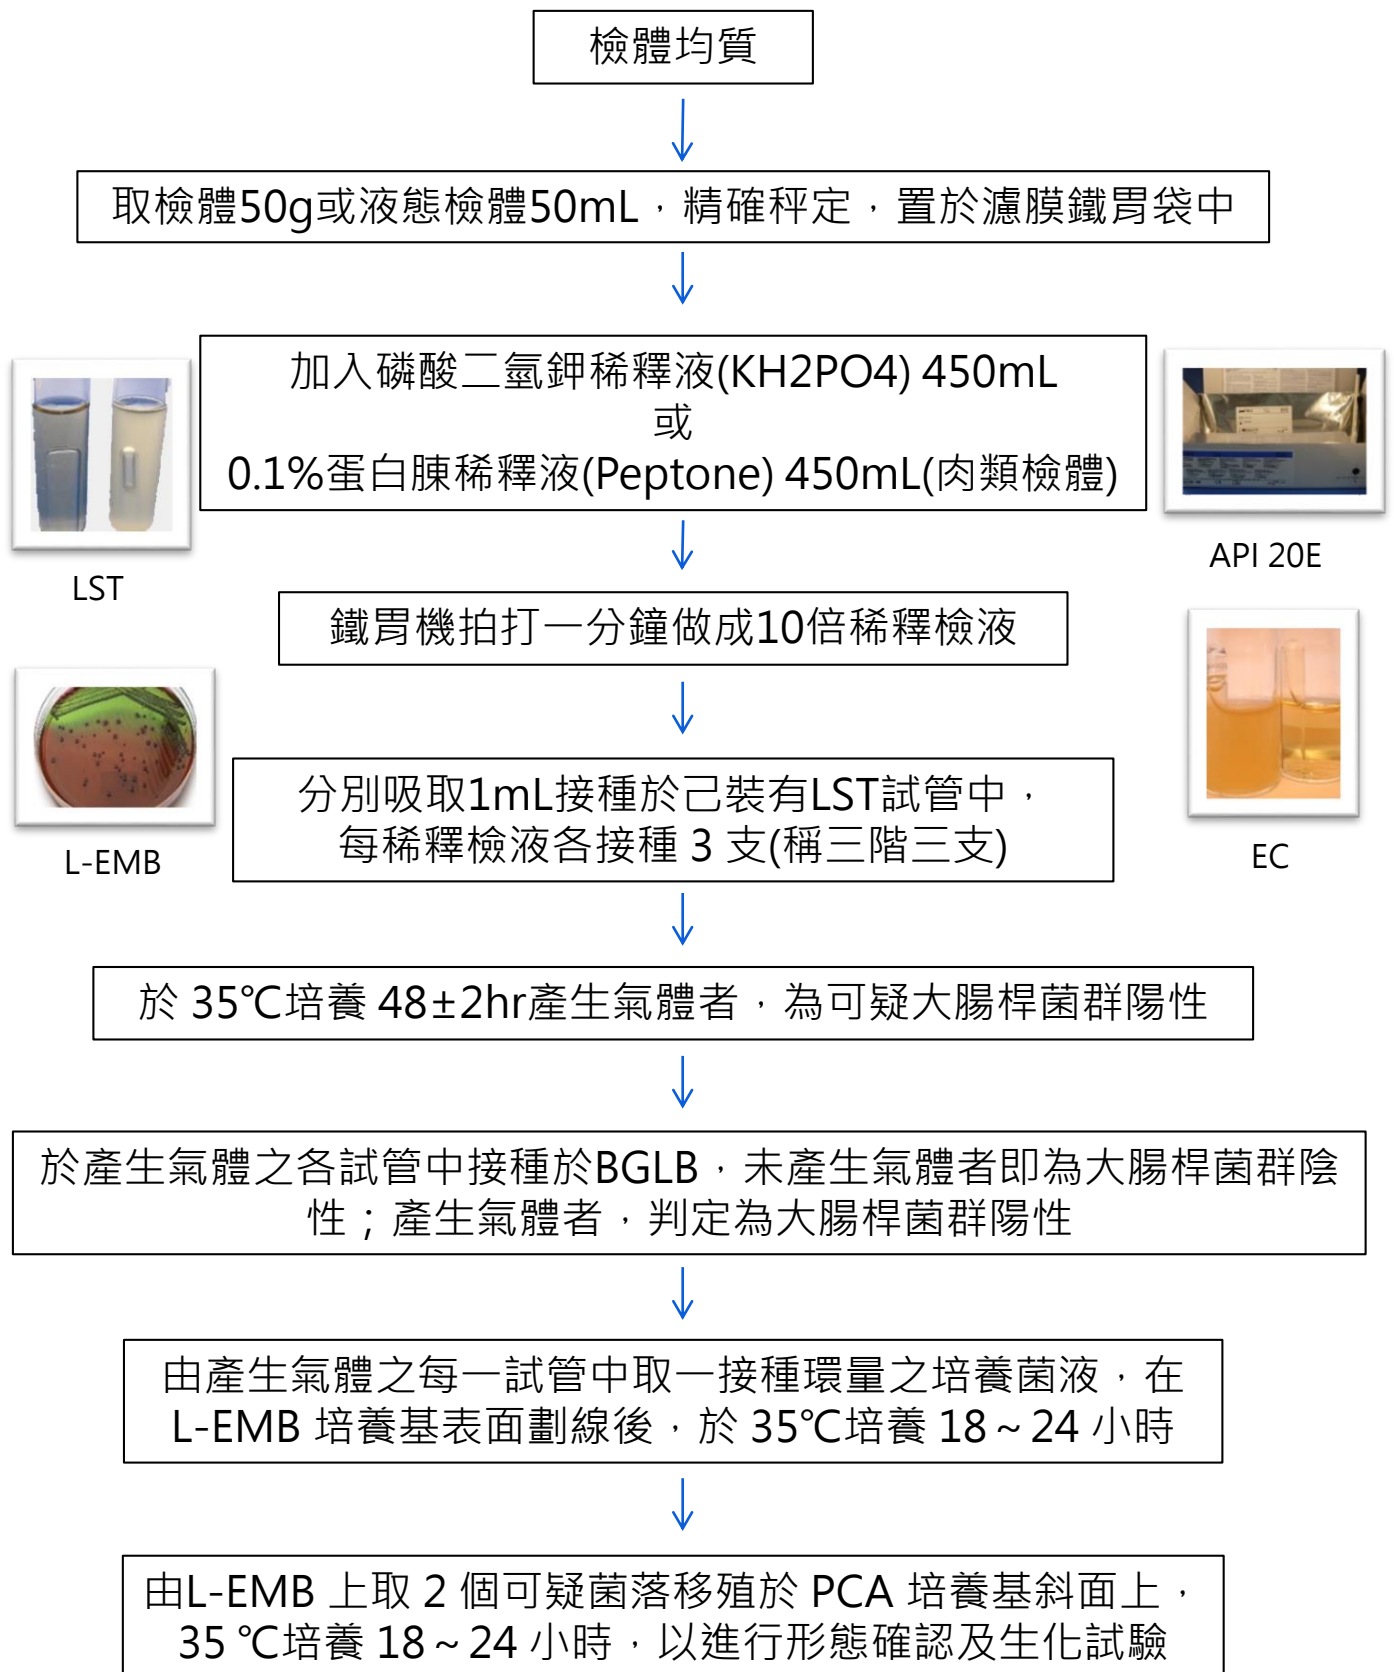 檢體均質
取檢體50g或液態檢體50mL，精確秤定，置於濾膜鐵胃袋中
加入磷酸二氫鉀稀釋液(KH2PO4) 450mL
或
0.1%蛋白腖稀釋液(Peptone) 450mL(肉類檢體)
LST
API 20E
鐵胃機拍打一分鐘做成10倍稀釋檢液
分別吸取1mL接種於己裝有LST試管中，
每稀釋檢液各接種 3 支(稱三階三支)
L-EMB
EC
於 35℃培養 48±2hr產生氣體者，為可疑大腸桿菌群陽性
於產生氣體之各試管中接種於BGLB，未產生氣體者即為大腸桿菌群陰
性；產生氣體者，判定為大腸桿菌群陽性
由產生氣體之每一試管中取一接種環量之培養菌液，在
L-EMB 培養基表面劃線後，於 35℃培養 18～24 小時
由L-EMB 上取 2 個可疑菌落移殖於 PCA 培養基斜面上，
35 ℃培養 18～24 小時，以進行形態確認及生化試驗